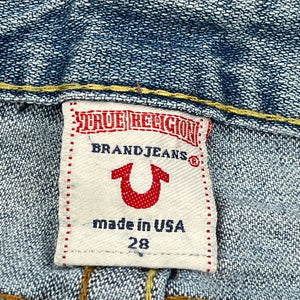 TRUE RELIGION
BRAND JEANS®
made in USA
28